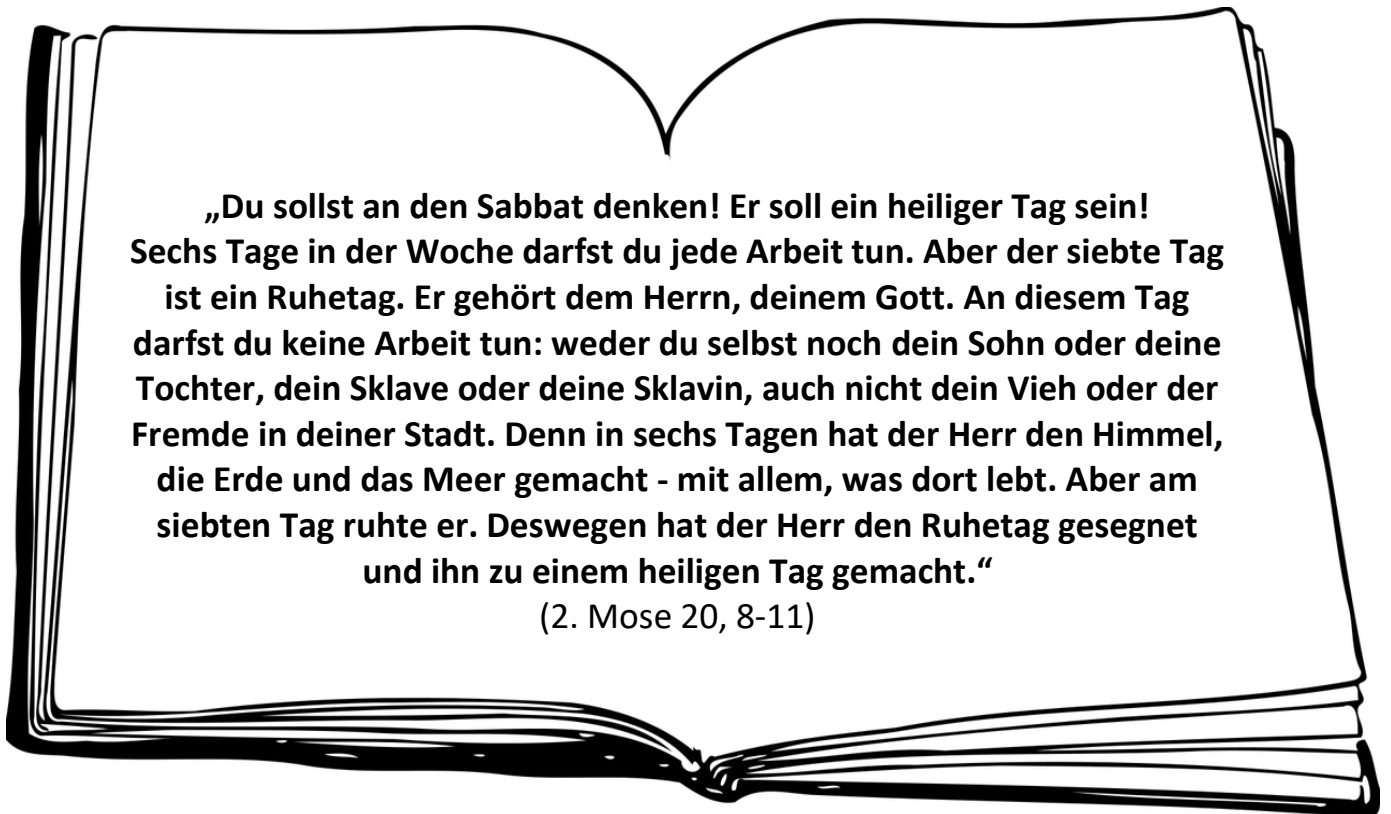 „Du sollst an den Sabbat denken! Er soll ein heiliger Tag sein!
Sechs Tage in der Woche darfst du jede Arbeit tun. Aber der siebte Tag
ist ein Ruhetag. Er gehört dem Herrn, deinem Gott. An diesem Tag
darfst du keine Arbeit tun: weder du selbst noch dein Sohn oder deine
Tochter, dein Sklave oder deine Sklavin, auch nicht dein Vieh oder der
Fremde in deiner Stadt. Denn in sechs Tagen hat der Herr den Himmel,
die Erde und das Meer gemacht - mit allem, was dort lebt. Aber am
siebten Tag ruhte er. Deswegen hat der Herr den Ruhetag gesegnet
und ihn zu einem heiligen Tag gemacht.“
(2. Mose 20, 8-11)